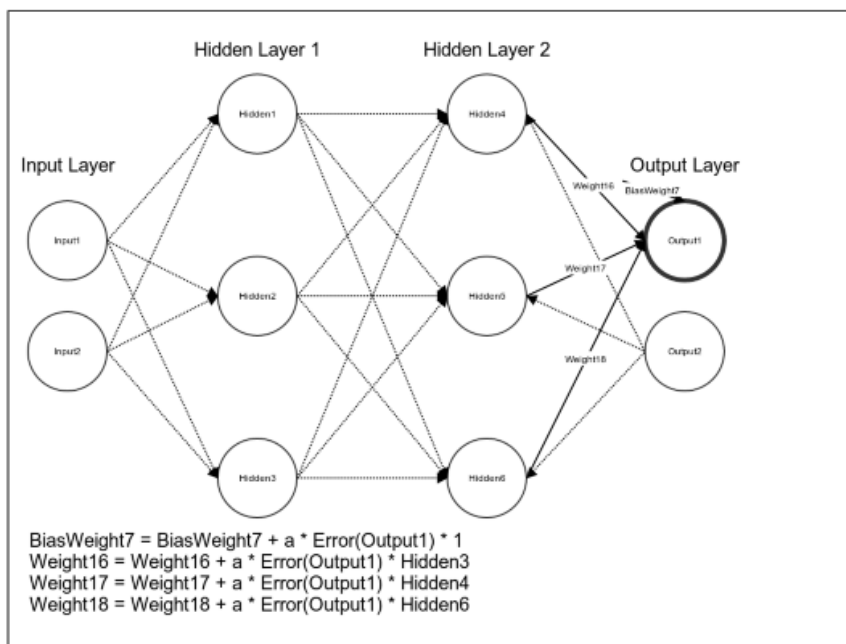 Hidden Layer 1
Hidden Layer 2
Hidden1
Hidden4
Input Layer
Output Layer
Weight16
BiasWeight7
Input1
Output1
Weight17
Hidden2
Hidden5
Input2
Output2
Weight18
Hidden3
Hidden6
BiasWeight7 = BiasWeight7 + a * Error(Output1) * 1
Weight16 = Weight16 + a * Error(Output1) * Hidden3
Weight17 = Weight17 + a * Error(Output1) * Hidden4
Weight18 = Weight18 + a * Error(Output1) * Hidden6